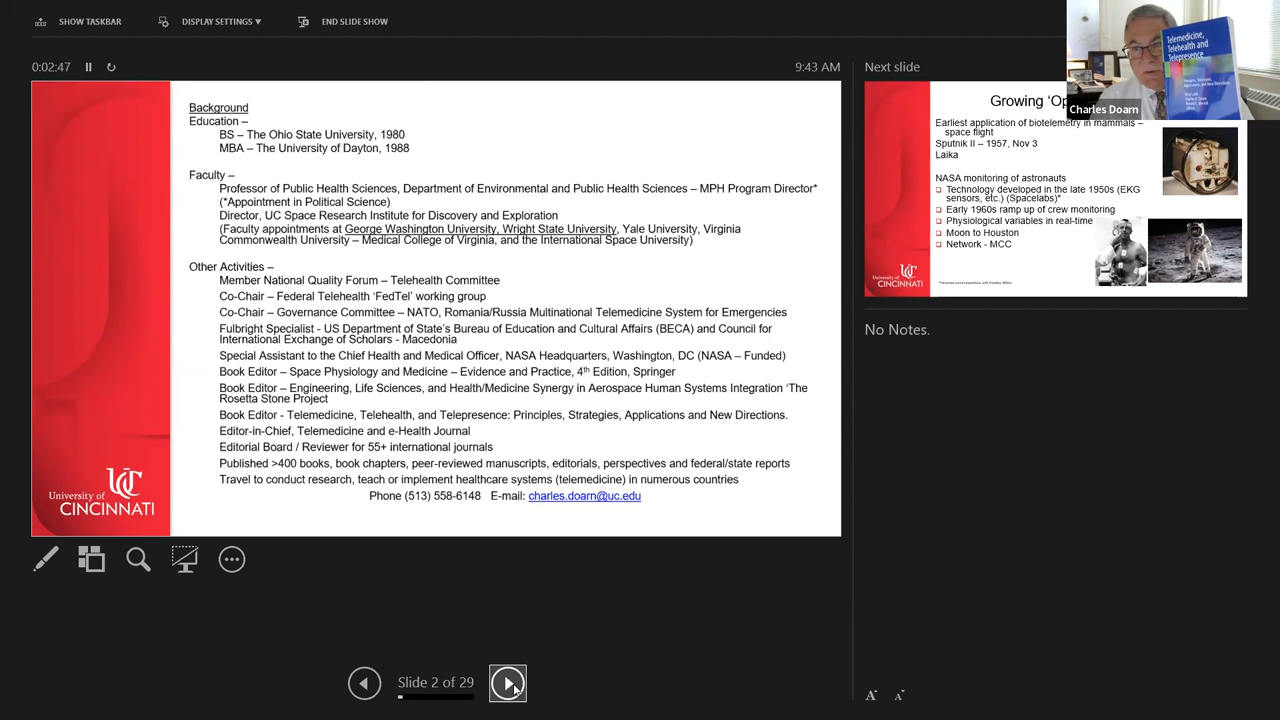 SHOW TASKBAR
DISPLAY SETTINGS ▼
END SLIDE SHOW
0:02:47
9:43 AM
Background
Education –
BS – The Ohio State University, 1980
MBA – The University of Dayton, 1988
Faculty –
Professor of Public Health Sciences, Department of Environmental and Public Health Sciences – MPH Program Director*
(*Appointment in Political Science)
Director, UC Space Research Institute for Discovery and Exploration
(Faculty appointments at George Washington University, Wright State University, Yale University, Virginia
Commonwealth University – Medical College of Virginia, and the International Space University)
Other Activities –
Member National Quality Forum – Telehealth Committee
Co-Chair – Federal Telehealth ‘FedTel’ working group
Co-Chair – Governance Committee – NATO, Romania/Russia Multinational Telemedicine System for Emergencies
Fulbright Specialist - US Department of State’s Bureau of Education and Cultural Affairs (BECA) and Council for
International Exchange of Scholars - Macedonia
Special Assistant to the Chief Health and Medical Officer, NASA Headquarters, Washington, DC (NASA – Funded)
Book Editor – Space Physiology and Medicine – Evidence and Practice, 4th Edition, Springer
Book Editor – Engineering, Life Sciences, and Health/Medicine Synergy in Aerospace Human Systems Integration ‘The
Rosetta Stone Project
Book Editor - Telemedicine, Telehealth, and Telepresence: Principles, Strategies, Applications and New Directions.
Editor-in-Chief, Telemedicine and e-Health Journal
Editorial Board / Reviewer for 55+ international journals
Published >400 books, book chapters, peer-reviewed manuscripts, editorials, perspectives and federal/state reports
Travel to conduct research, teach or implement healthcare systems (telemedicine) in numerous countries
Phone (513) 558-6148 E-mail: charles.doarn@uc.edu
UC
University of
CINCINNATI
Slide 2 of 29
Next slide
Growing ‘O
Earliest application of biotelemetry in mammals –
space flight
Sputnik II – 1957, Nov 3
Laika
NASA monitoring of astronauts
Technology developed in the late 1950s (EKG
sensors, etc.) (Spacelabs)*
Early 1960s ramp up of crew monitoring
Physiological variables in real-time
Moon to Houston
Network - MCC
UC
University of
CINCINNATI
No Notes.
A A
Telemedicine,
Telehealth and
Telepresence
Charles Doarn